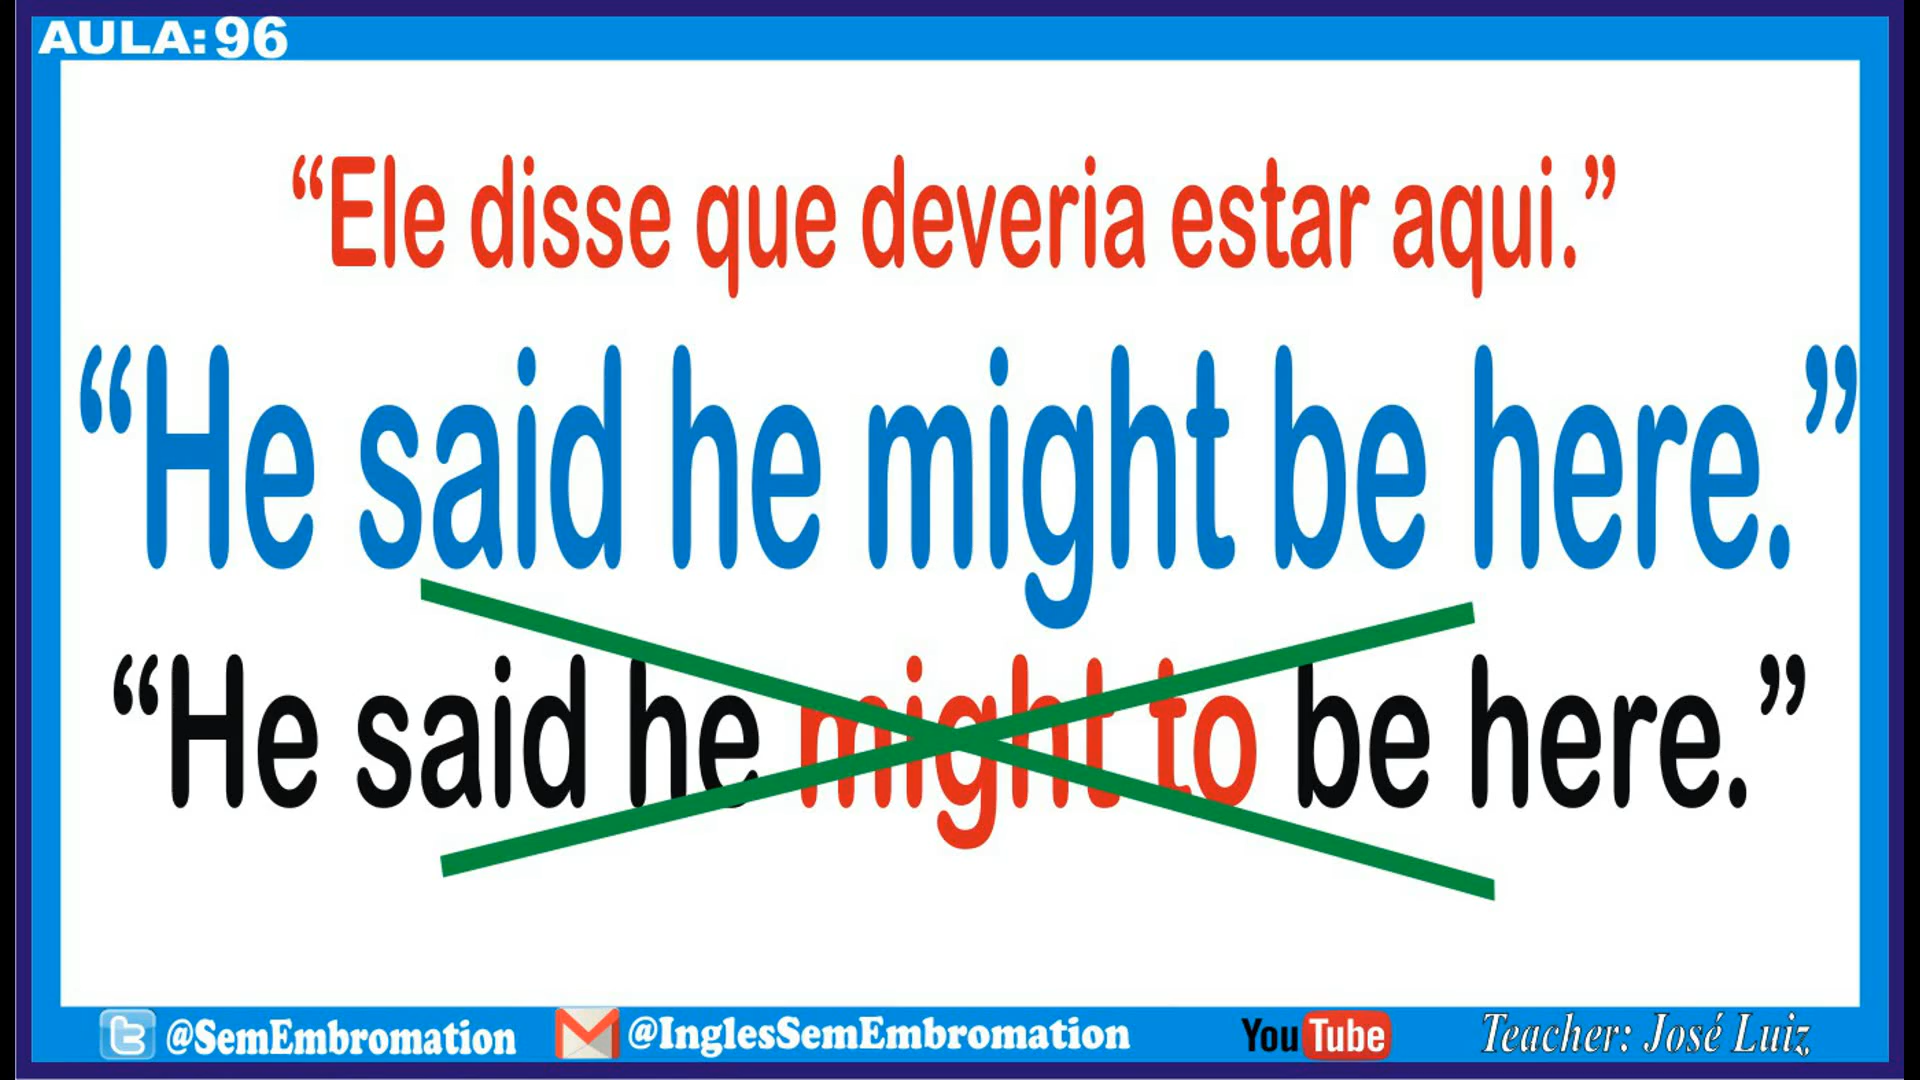 AULA: 96
“Ele disse que deveria estar aqui.”
“He said he might be here.”
“He said he might to be here.”
@SemEmbromation @InglesSemEmbromation YouTube Teacher: José Luiz